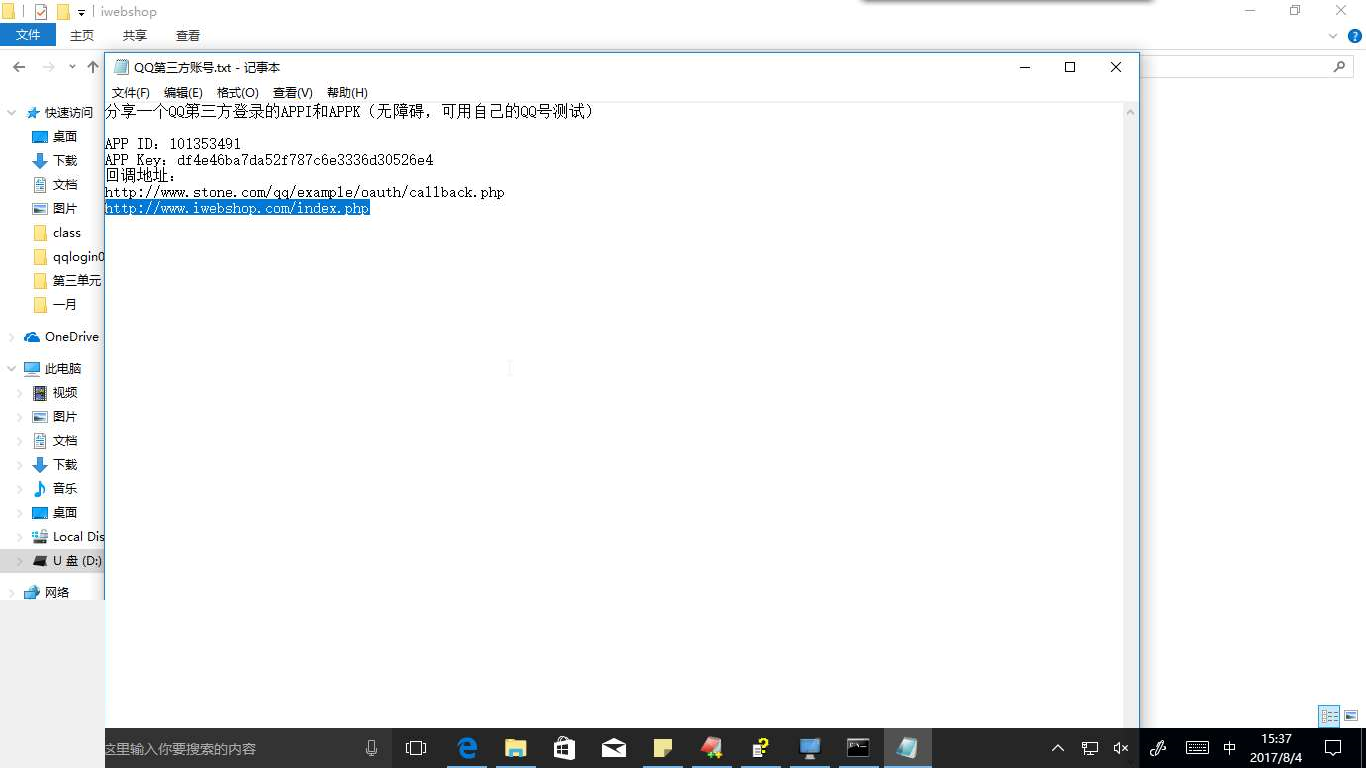 iwebshop
文件
主页
共享
查看
QQ第三方账号.txt - 记事本
文件(F) 编辑(E) 格式(O) 查看(V) 帮助(H)
分享一个QQ第三方登录的APPI和APPK（无障碍，可用自己的QQ号测试）
APP ID：101353491
APP Key：df4e46ba7da52f787c6e3336d30526e4
回调地址：
http://www.stone.com/qq/example/oauth/callback.php
http://www.iwebshop.com/index.php
快速访问
桌面
下载
文档
图片
class
qqlogin0
第三单元
一月
OneDrive
此电脑
视频
图片
文档
下载
音乐
桌面
Local Dis
U 盘 (D:)
网络
这里输入你要搜索的内容
中
15:37
2017/8/4